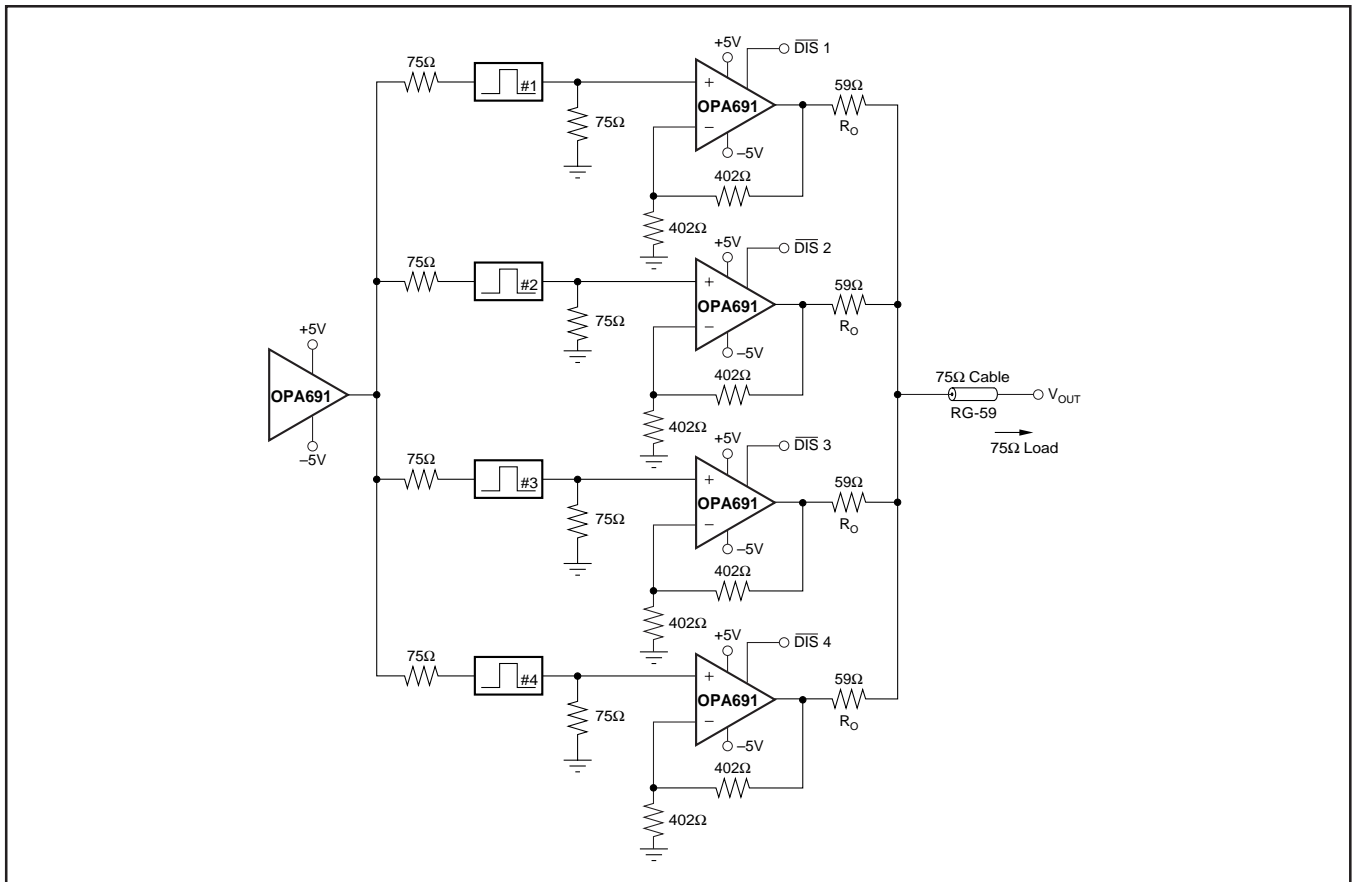 +5V
DIS 1
75Ω
#1
+
OPA691
−
59Ω
R_O
75Ω
–5V
402Ω
402Ω
+5V
DIS 2
75Ω
#2
+
OPA691
−
59Ω
R_O
75Ω
–5V
402Ω
402Ω
+5V
OPA691
–5V
75Ω Cable
RG-59
V_OUT
75Ω Load
+5V
DIS 3
75Ω
#3
+
OPA691
−
59Ω
R_O
75Ω
–5V
402Ω
402Ω
+5V
DIS 4
75Ω
#4
+
OPA691
−
59Ω
R_O
75Ω
–5V
402Ω
402Ω